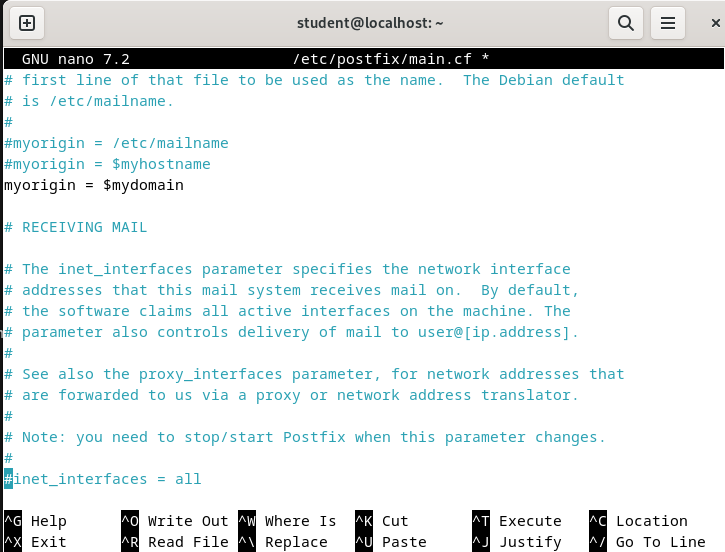 student@localhost: ~
GNU nano 7.2 /etc/postfix/main.cf *
# first line of that file to be used as the name.  The Debian default
# is /etc/mailname.
#
#myorigin = /etc/mailname
#myorigin = $myhostname
myorigin = $mydomain
# RECEIVING MAIL
# The inet_interfaces parameter specifies the network interface
# addresses that this mail system receives mail on.  By default,
# the software claims all active interfaces on the machine. The
# parameter also controls delivery of mail to user@[ip.address].
#
# See also the proxy_interfaces parameter, for network addresses that
# are forwarded to us via a proxy or network address translator.
#
# Note: you need to stop/start Postfix when this parameter changes.
#
#inet_interfaces = all
^G Help ^O Write Out ^W Where Is ^K Cut ^T Execute ^C Location
^X Exit ^R Read File ^\ Replace ^U Paste ^J Justify ^/ Go To Line